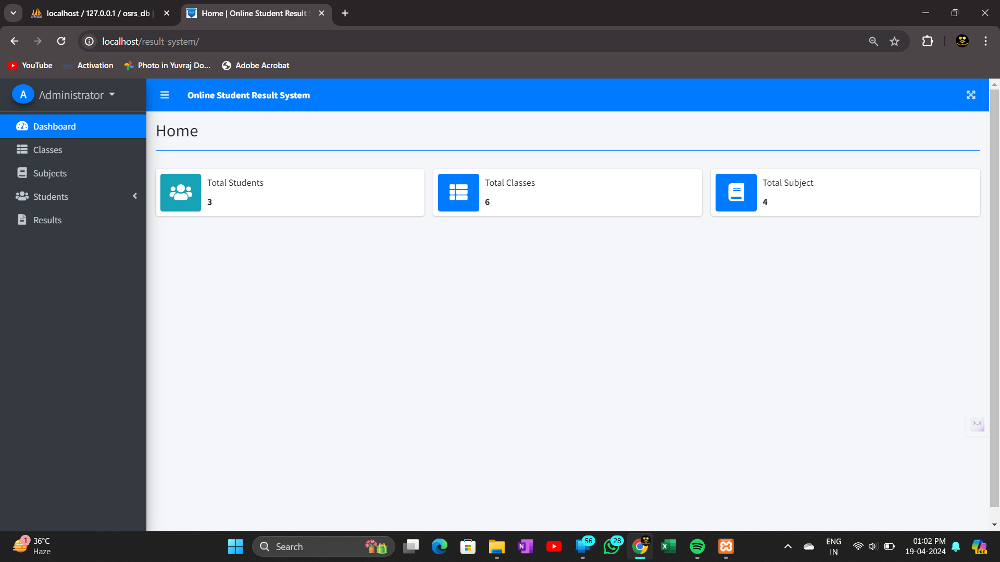 localhost / 127.0.0.1 / osrs_db |
Home | Online Student Result S
localhost/result-system/
YouTube
Activation
Photo in Yuvraj Do...
Adobe Acrobat
A
Administrator
Online Student Result System
Dashboard
Classes
Subjects
Students
Results
Home
Total Students
3
Total Classes
6
Total Subject
4
1
36°C
Haze
Search
56
28
ENG
IN
01:02 PM
19-04-2024
PRE